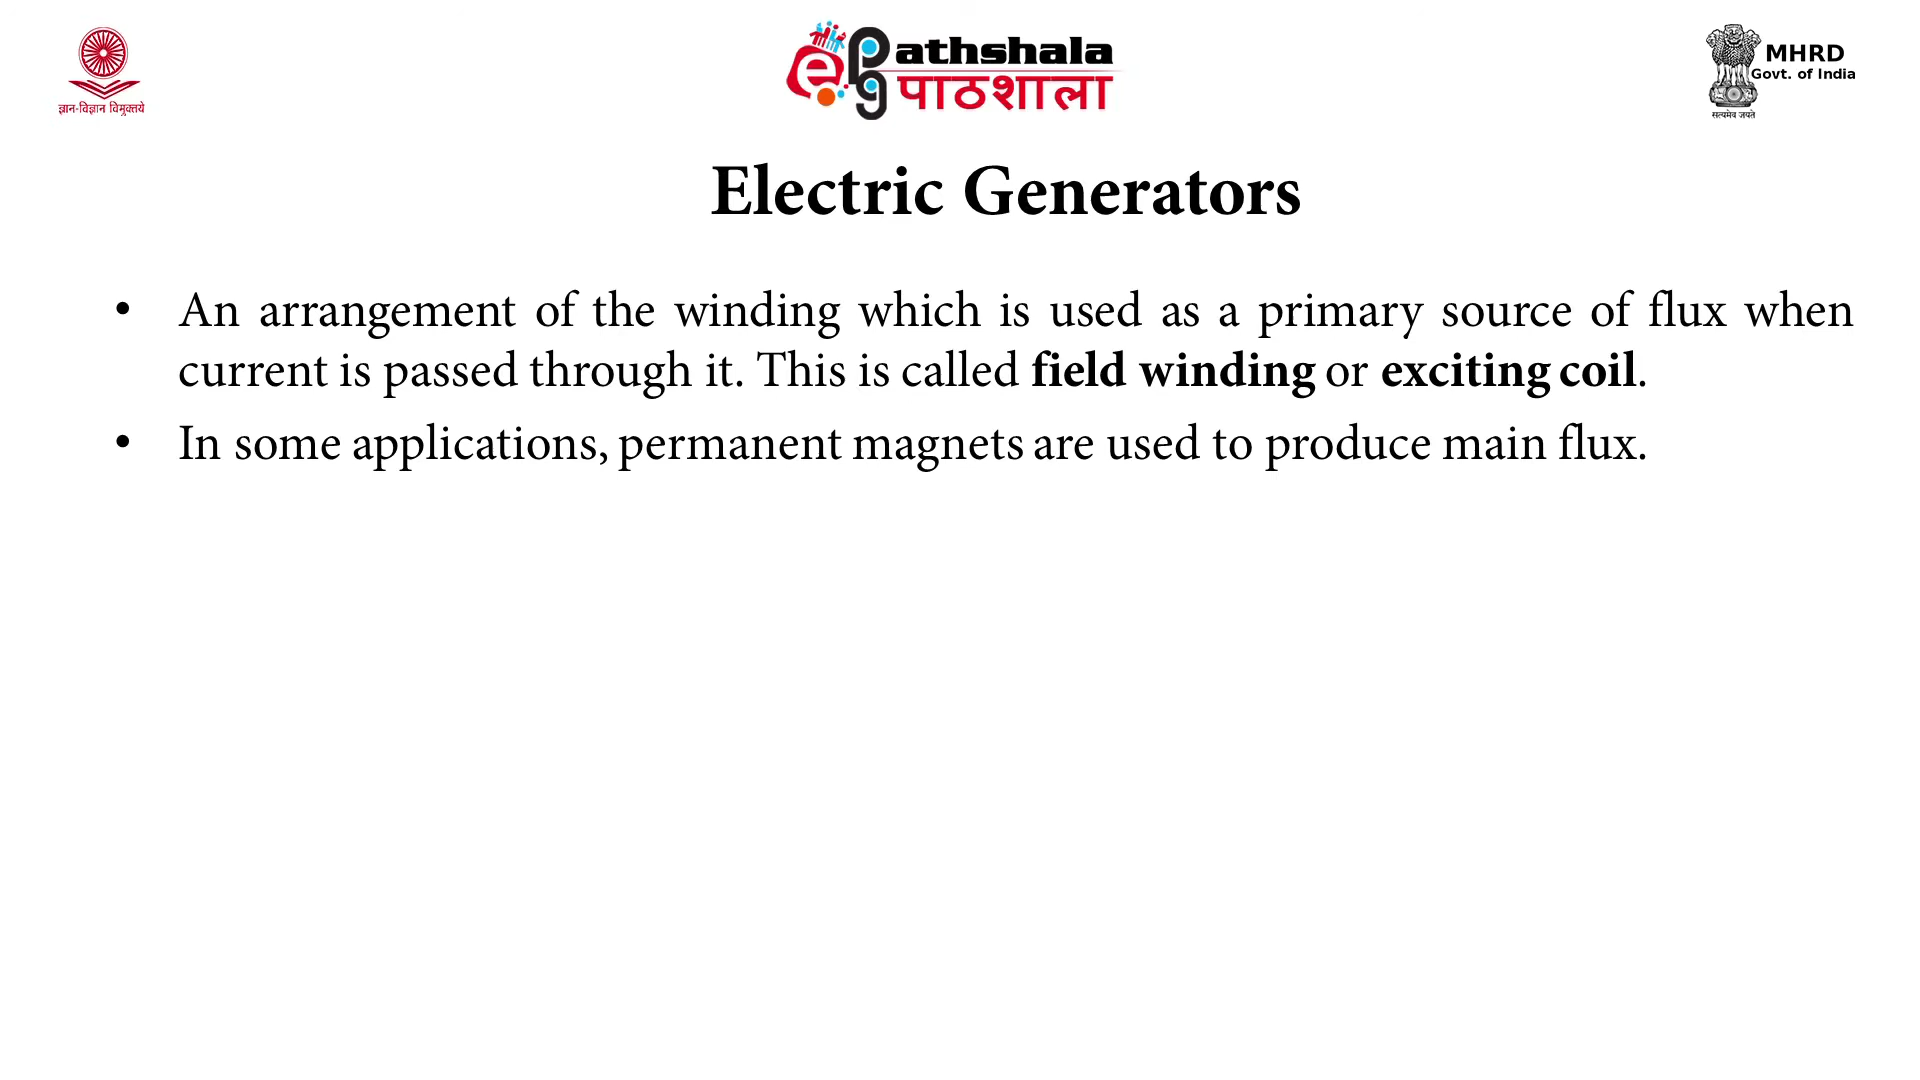 ज्ञान-विज्ञान विमुक्तये
e Pg athshala
पाठशाला
MHRD
Govt. of India
सत्यमेव जयते
Electric Generators
• An arrangement of the winding which is used as a primary source of flux when
current is passed through it. This is called field winding or exciting coil.
• In some applications, permanent magnets are used to produce main flux.